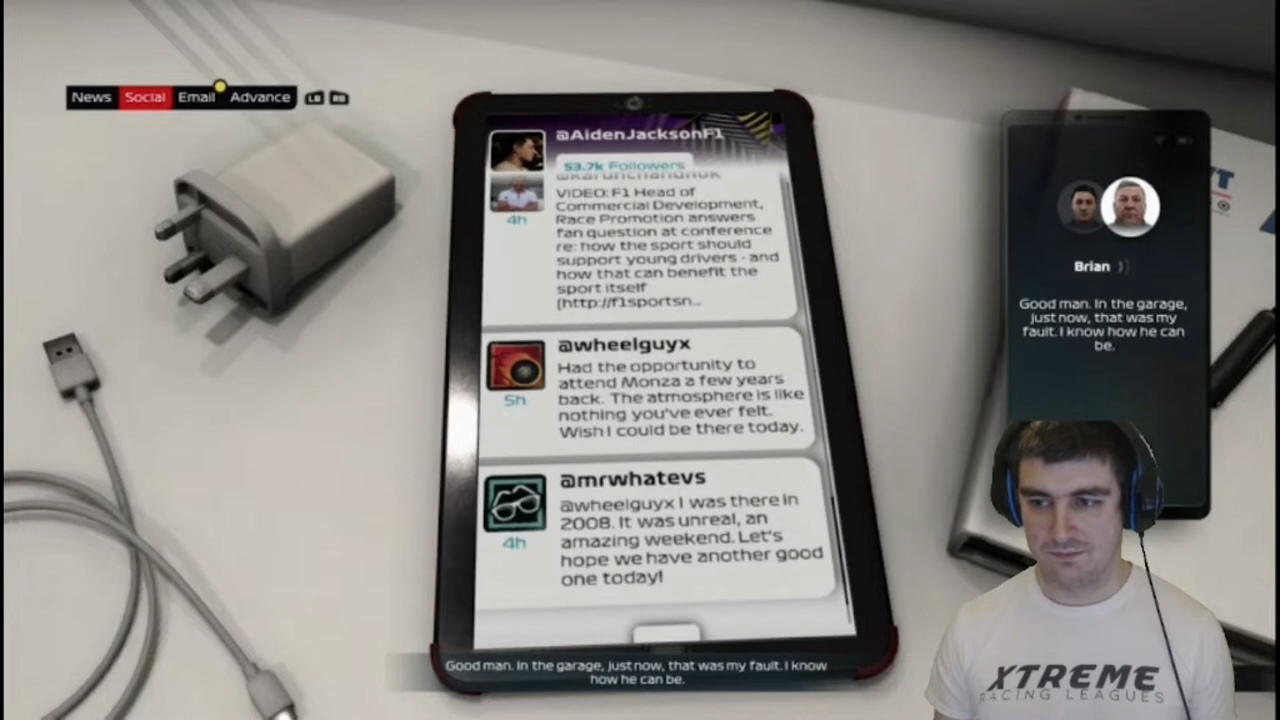 News Social Email Advance LB RB
@AidenJacksonF1
53.7k Followers
@karunchandhok
4h
VIDEO: F1 Head of
Commercial Development,
Race Promotion answers
fan question at conference
re: how the sport should
support young drivers - and
how that can benefit the
sport itself
(http://f1sportsn...
@wheelguyx
5h
Had the opportunity to
attend Monza a few years
back. The atmosphere is like
nothing you've ever felt.
Wish I could be there today.
@mrwhatevs
4h
@wheelguyx I was there in
2008. It was unreal, an
amazing weekend. Let's
hope we have another good
one today!
Good man. In the garage, just now, that was my fault. I know
how he can be.
Brian
Good man. In the garage,
just now, that was my
fault. I know how he can
be.
XTREME
RACING LEAGUES